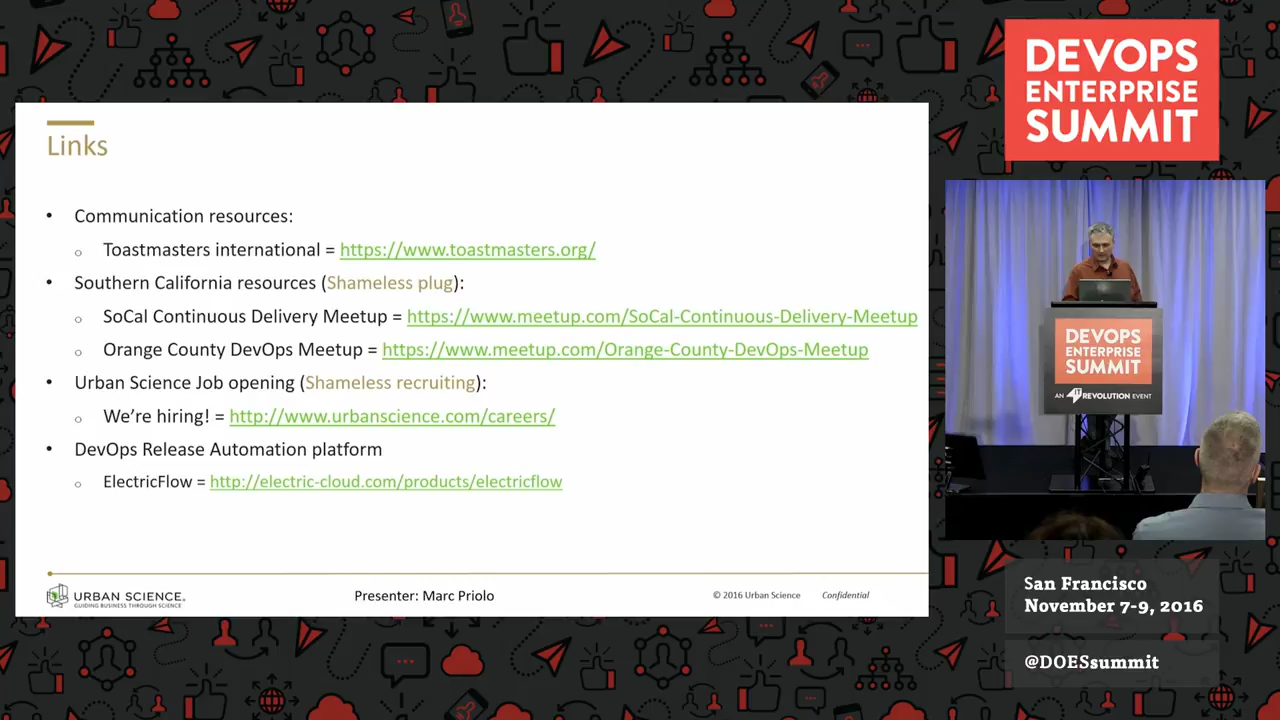 Links
• Communication resources:
o Toastmasters international = https://www.toastmasters.org/
• Southern California resources (Shameless plug):
o SoCal Continuous Delivery Meetup = https://www.meetup.com/SoCal-Continuous-Delivery-Meetup
o Orange County DevOps Meetup = https://www.meetup.com/Orange-County-DevOps-Meetup
• Urban Science Job opening (Shameless recruiting):
o We’re hiring! = http://www.urbanscience.com/careers/
• DevOps Release Automation platform
o ElectricFlow = http://electric-cloud.com/products/electricflow
URBAN SCIENCE.
GUIDING BUSINESS THROUGH SCIENCE
Presenter: Marc Priolo
© 2016 Urban Science
Confidential
DEVOPS
ENTERPRISE
SUMMIT
DEVOPS
ENTERPRISE
SUMMIT
AN IT REVOLUTION EVENT
San Francisco
November 7-9, 2016
@DOESsummit